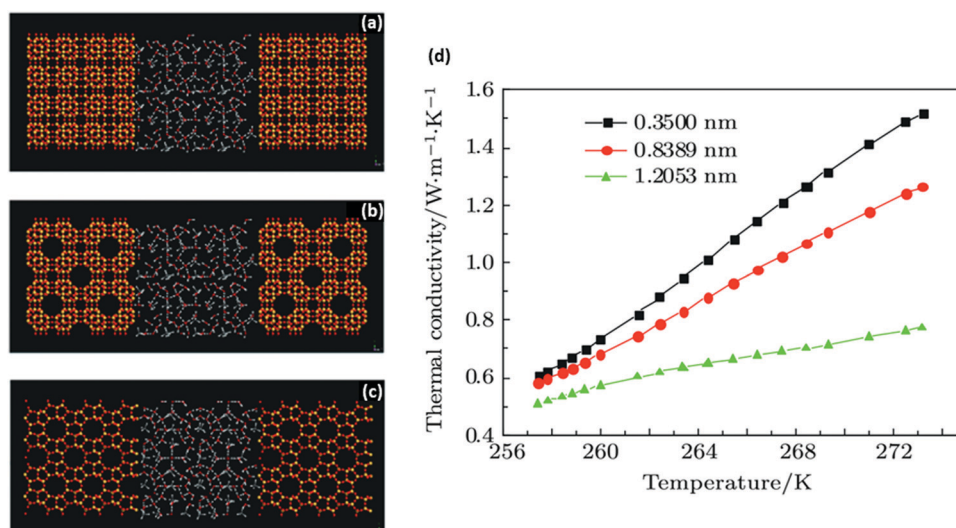 (a)
(b)
(c)
(d)
Thermal conductivity/W·m−1·K−1
1.6
1.4
1.2
1.0
0.8
0.6
0.4
0.3500 nm
0.8389 nm
1.2053 nm
256
260
264
268
272
Temperature/K